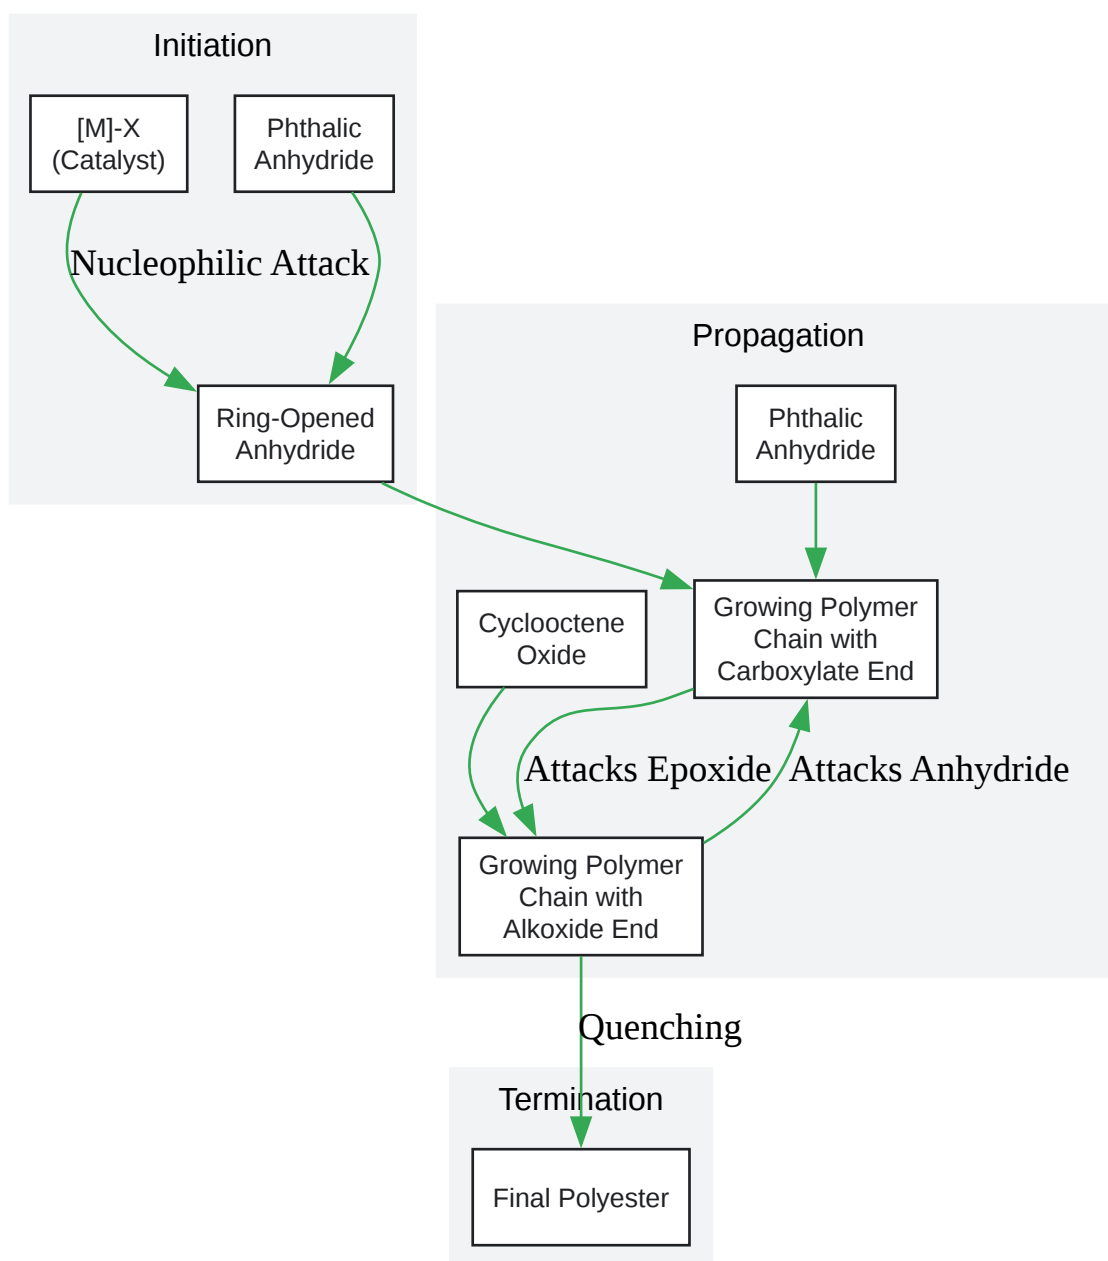 Initiation
[M]-X
(Catalyst)
Phthalic
Anhydride
Nucleophilic Attack
Ring-Opened
Anhydride
Propagation
Phthalic
Anhydride
Cyclooctene
Oxide
Growing Polymer
Chain with
Carboxylate End
Attacks Epoxide
Attacks Anhydride
Growing Polymer
Chain with
Alkoxide End
Quenching
Termination
Final Polyester